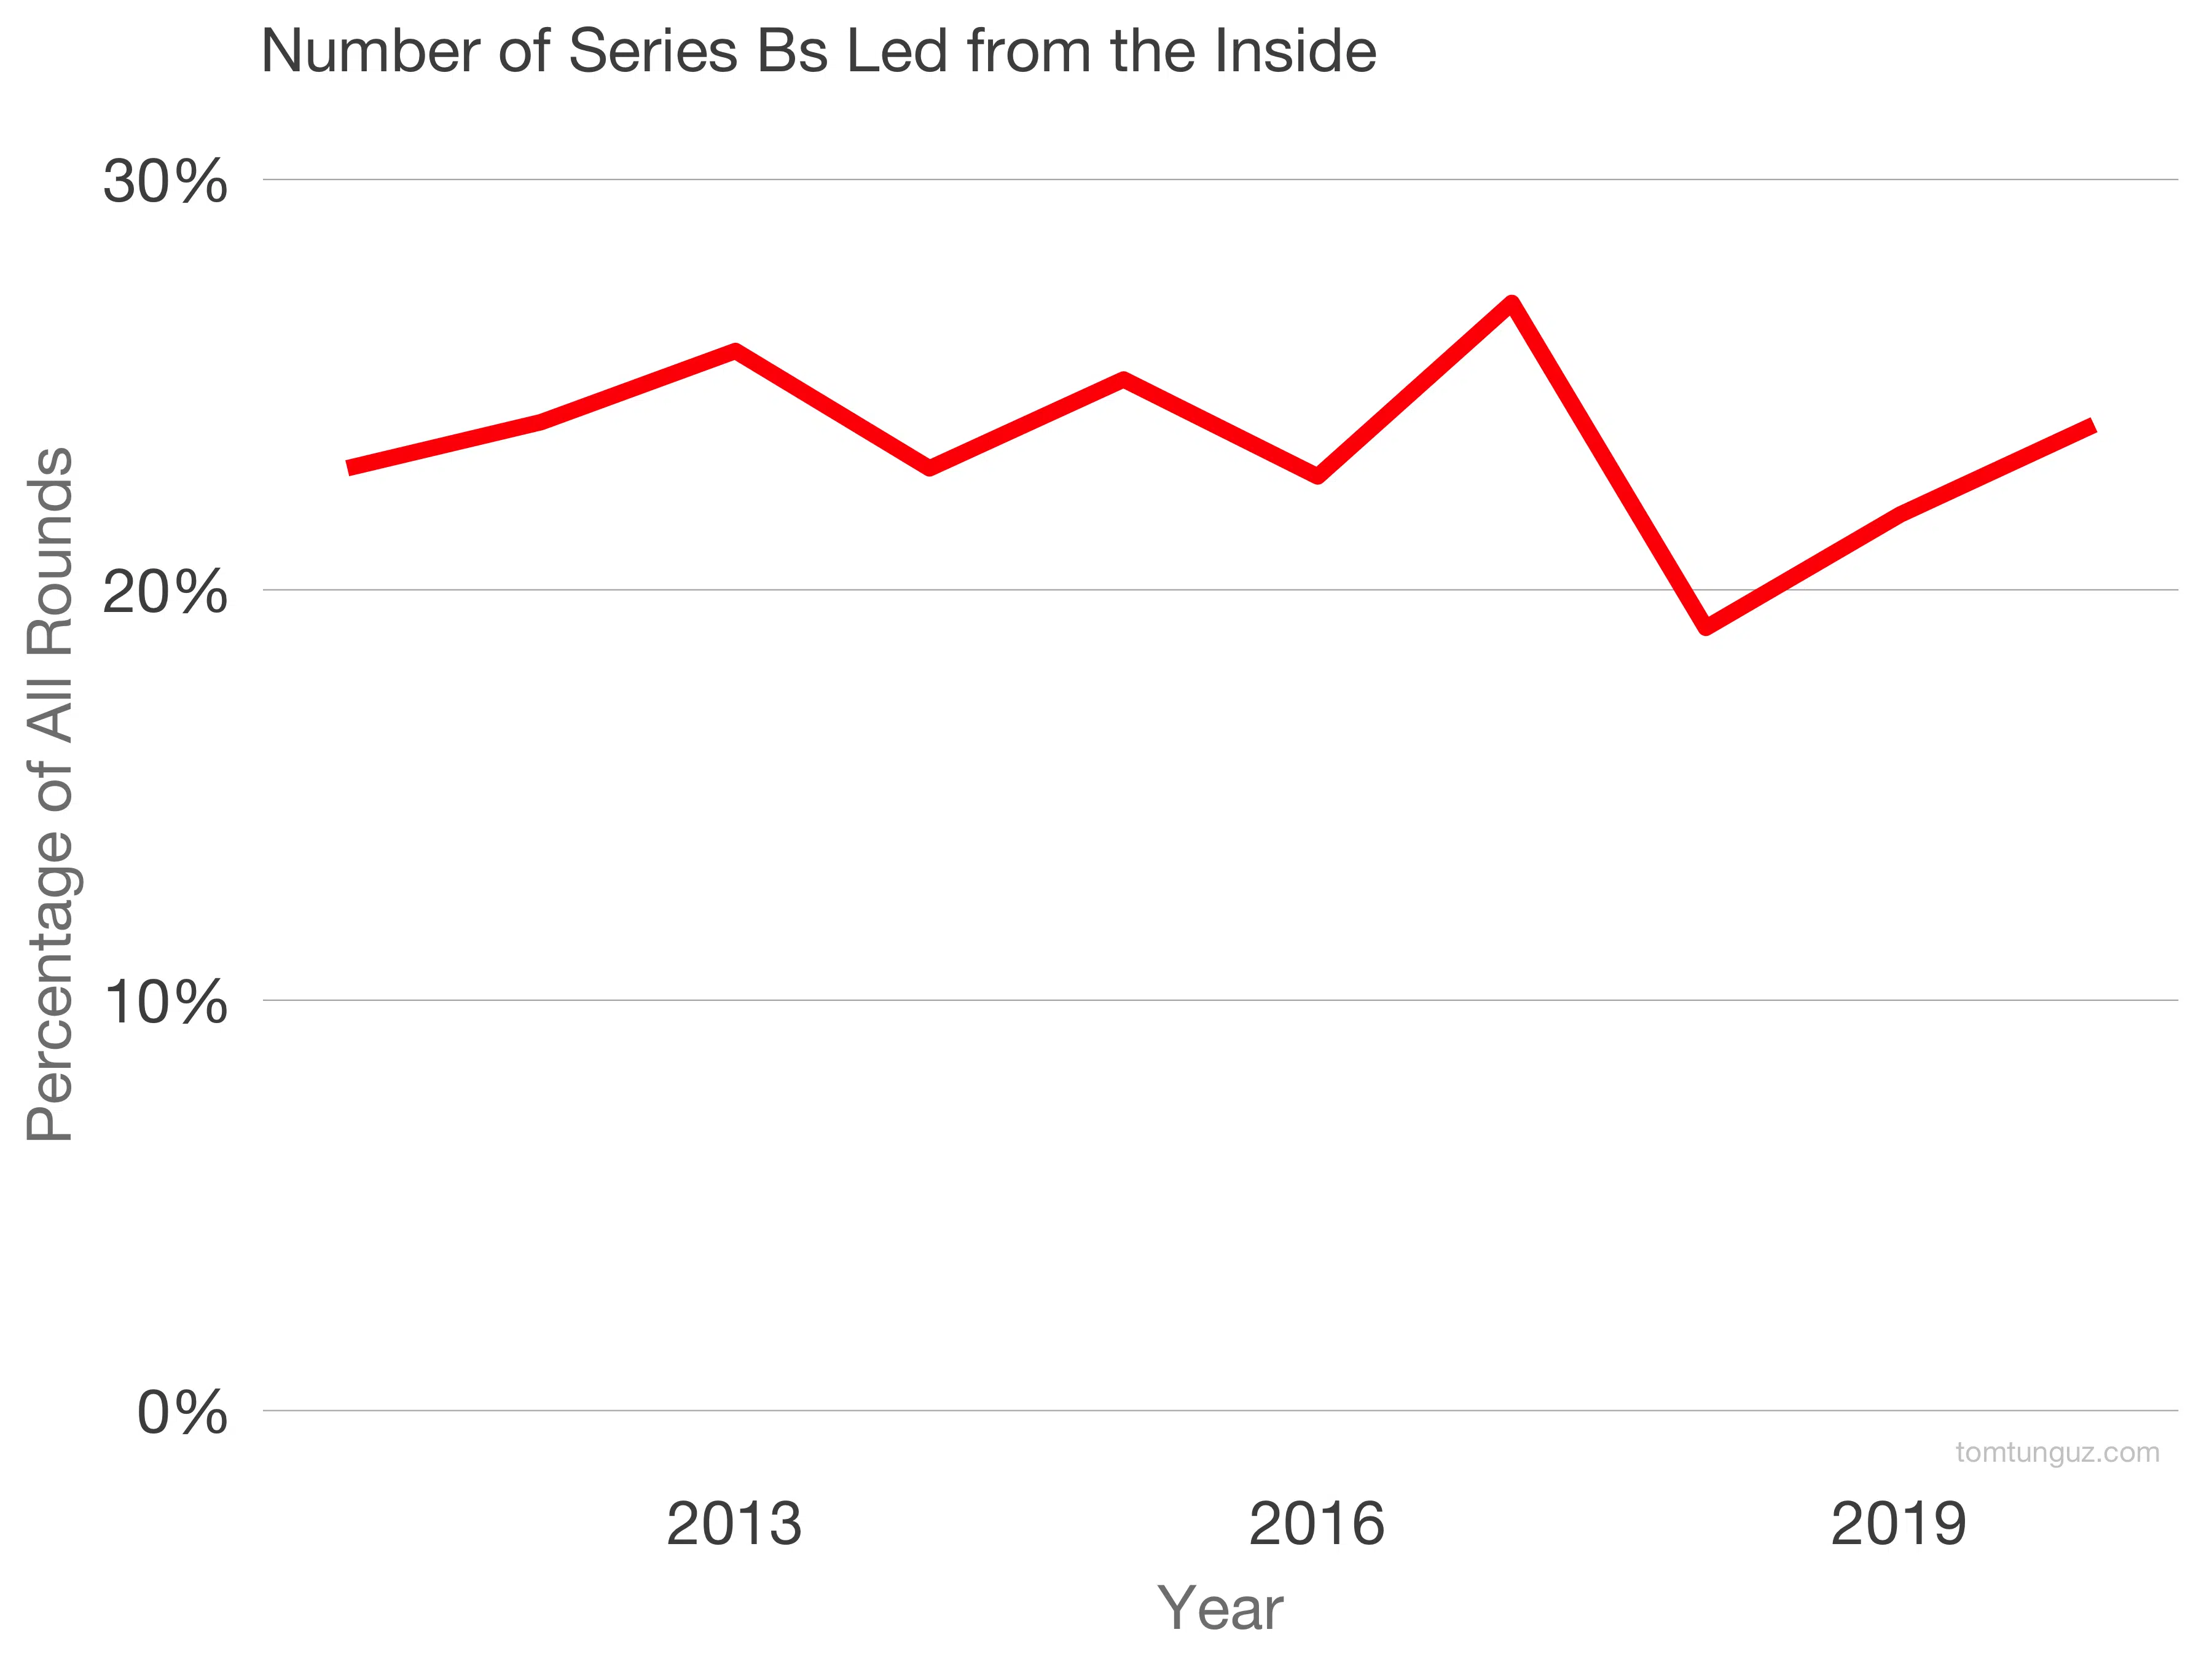 Number of Series Bs Led from the Inside
30%
20%
10%
0%
Percentage of All Rounds
tomtunguz.com
2013
2016
2019
Year